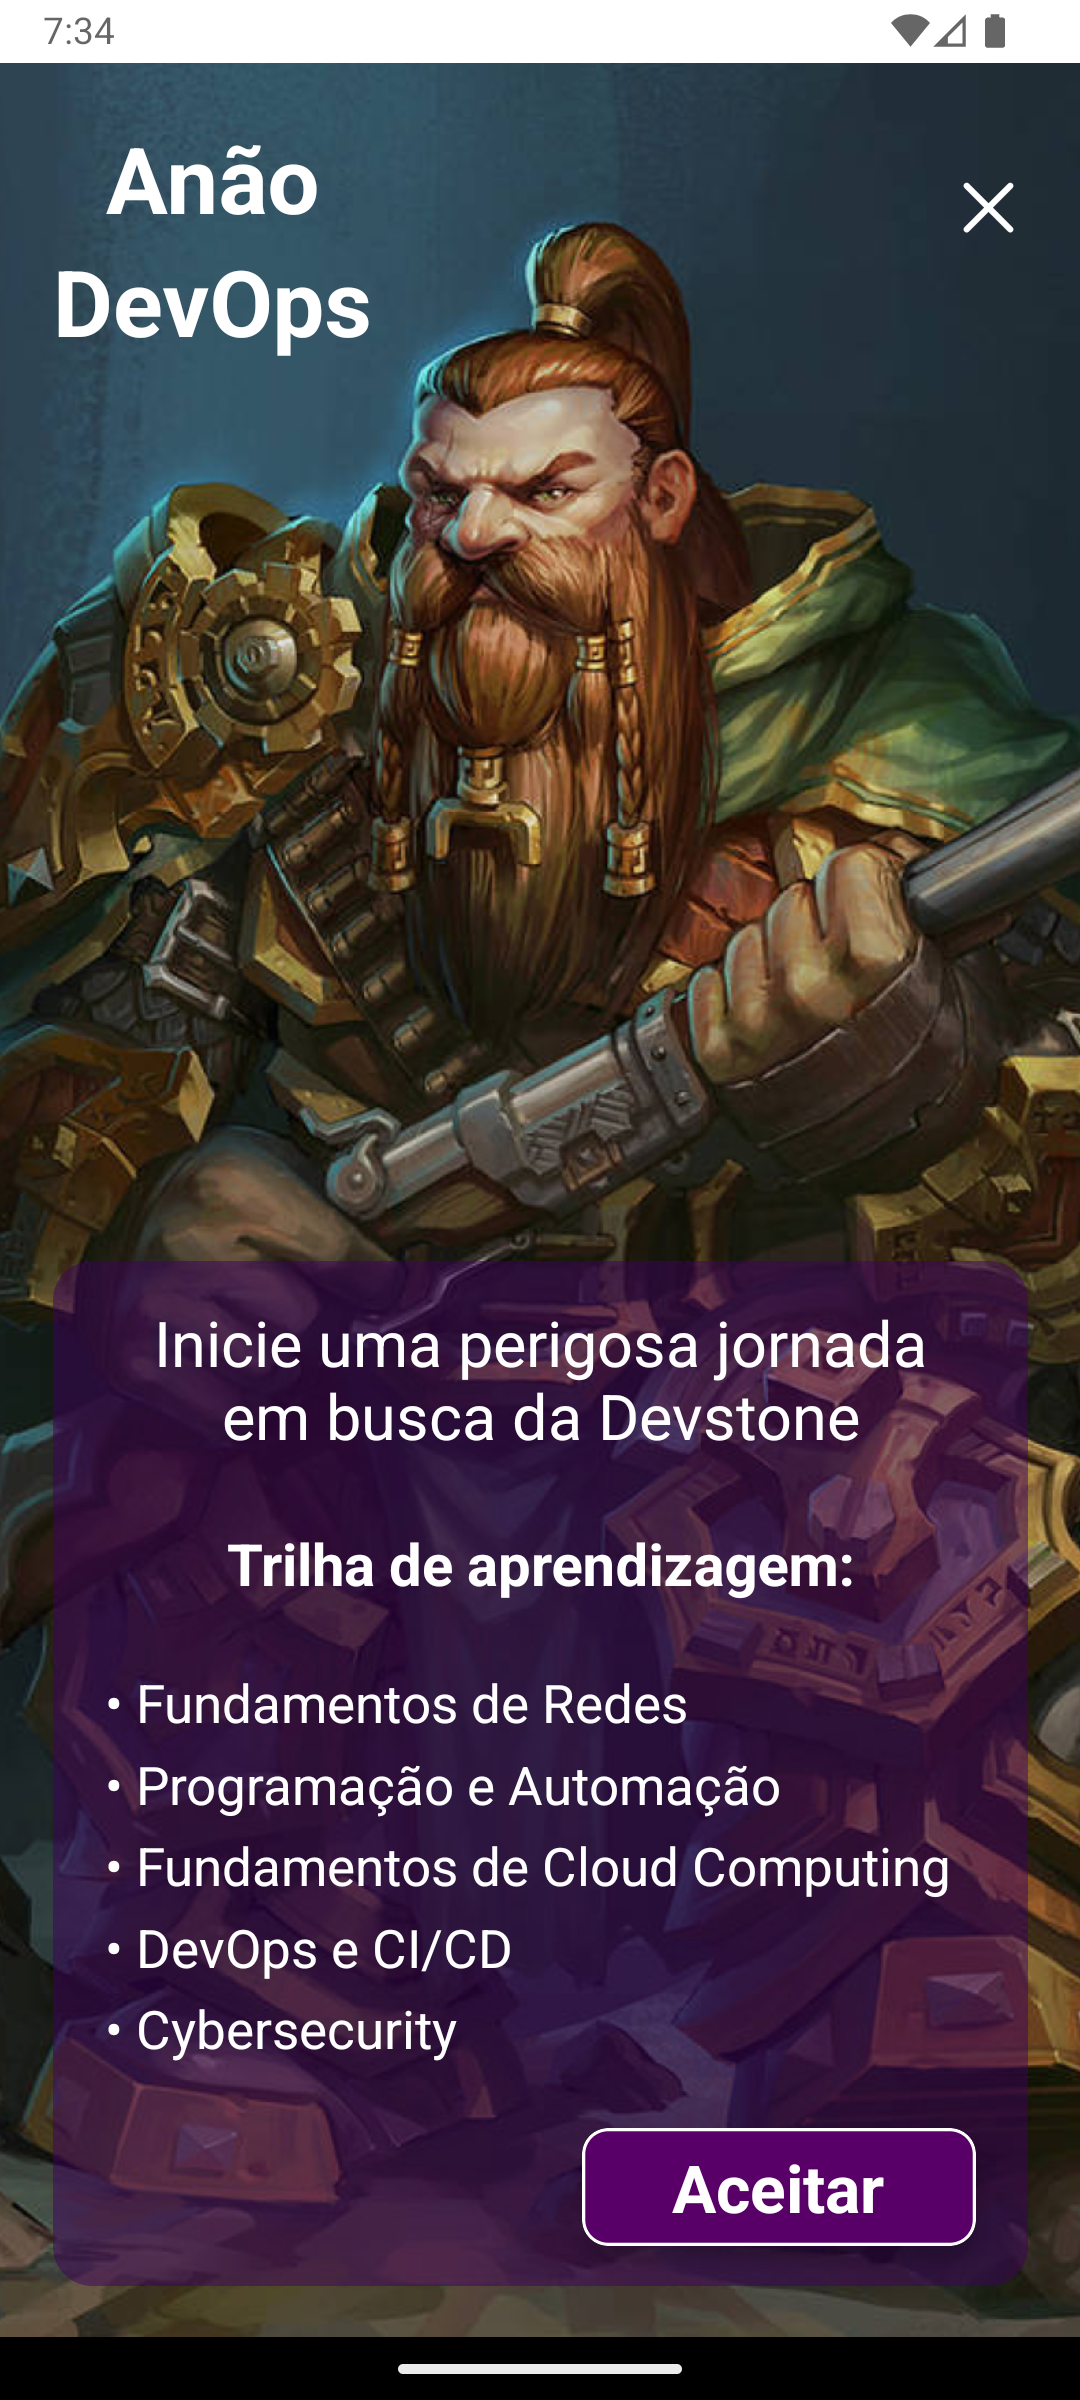 7:34
Anão
DevOps
Inicie uma perigosa jornada
em busca da Devstone
Trilha de aprendizagem:
• Fundamentos de Redes
• Programação e Automação
• Fundamentos de Cloud Computing
• DevOps e CI/CD
• Cybersecurity
Aceitar